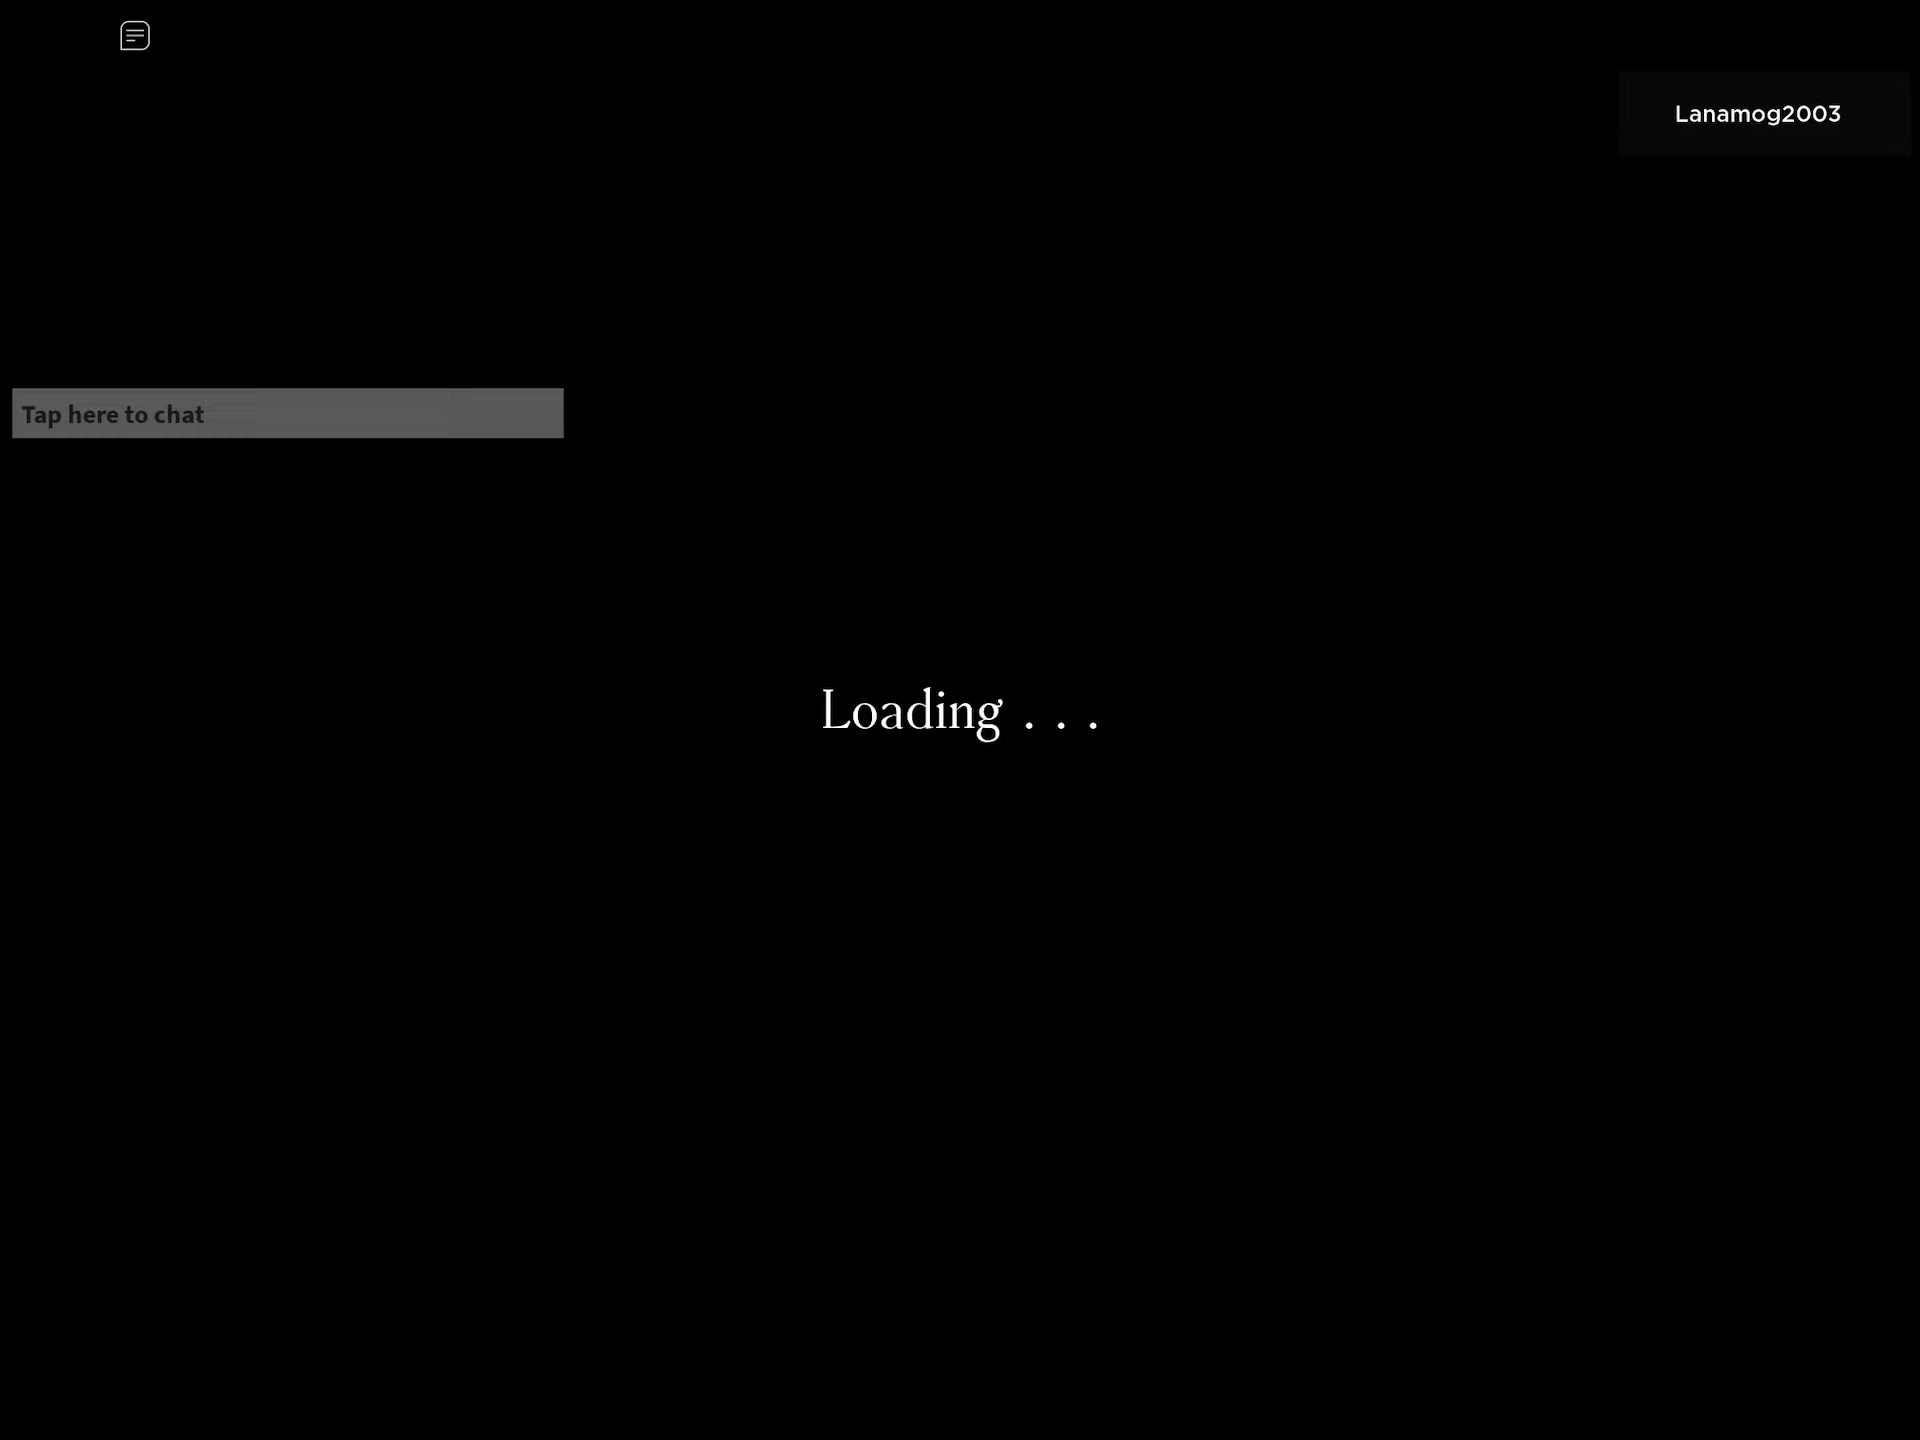 Lanamog2003
Tap here to chat
Loading . . .